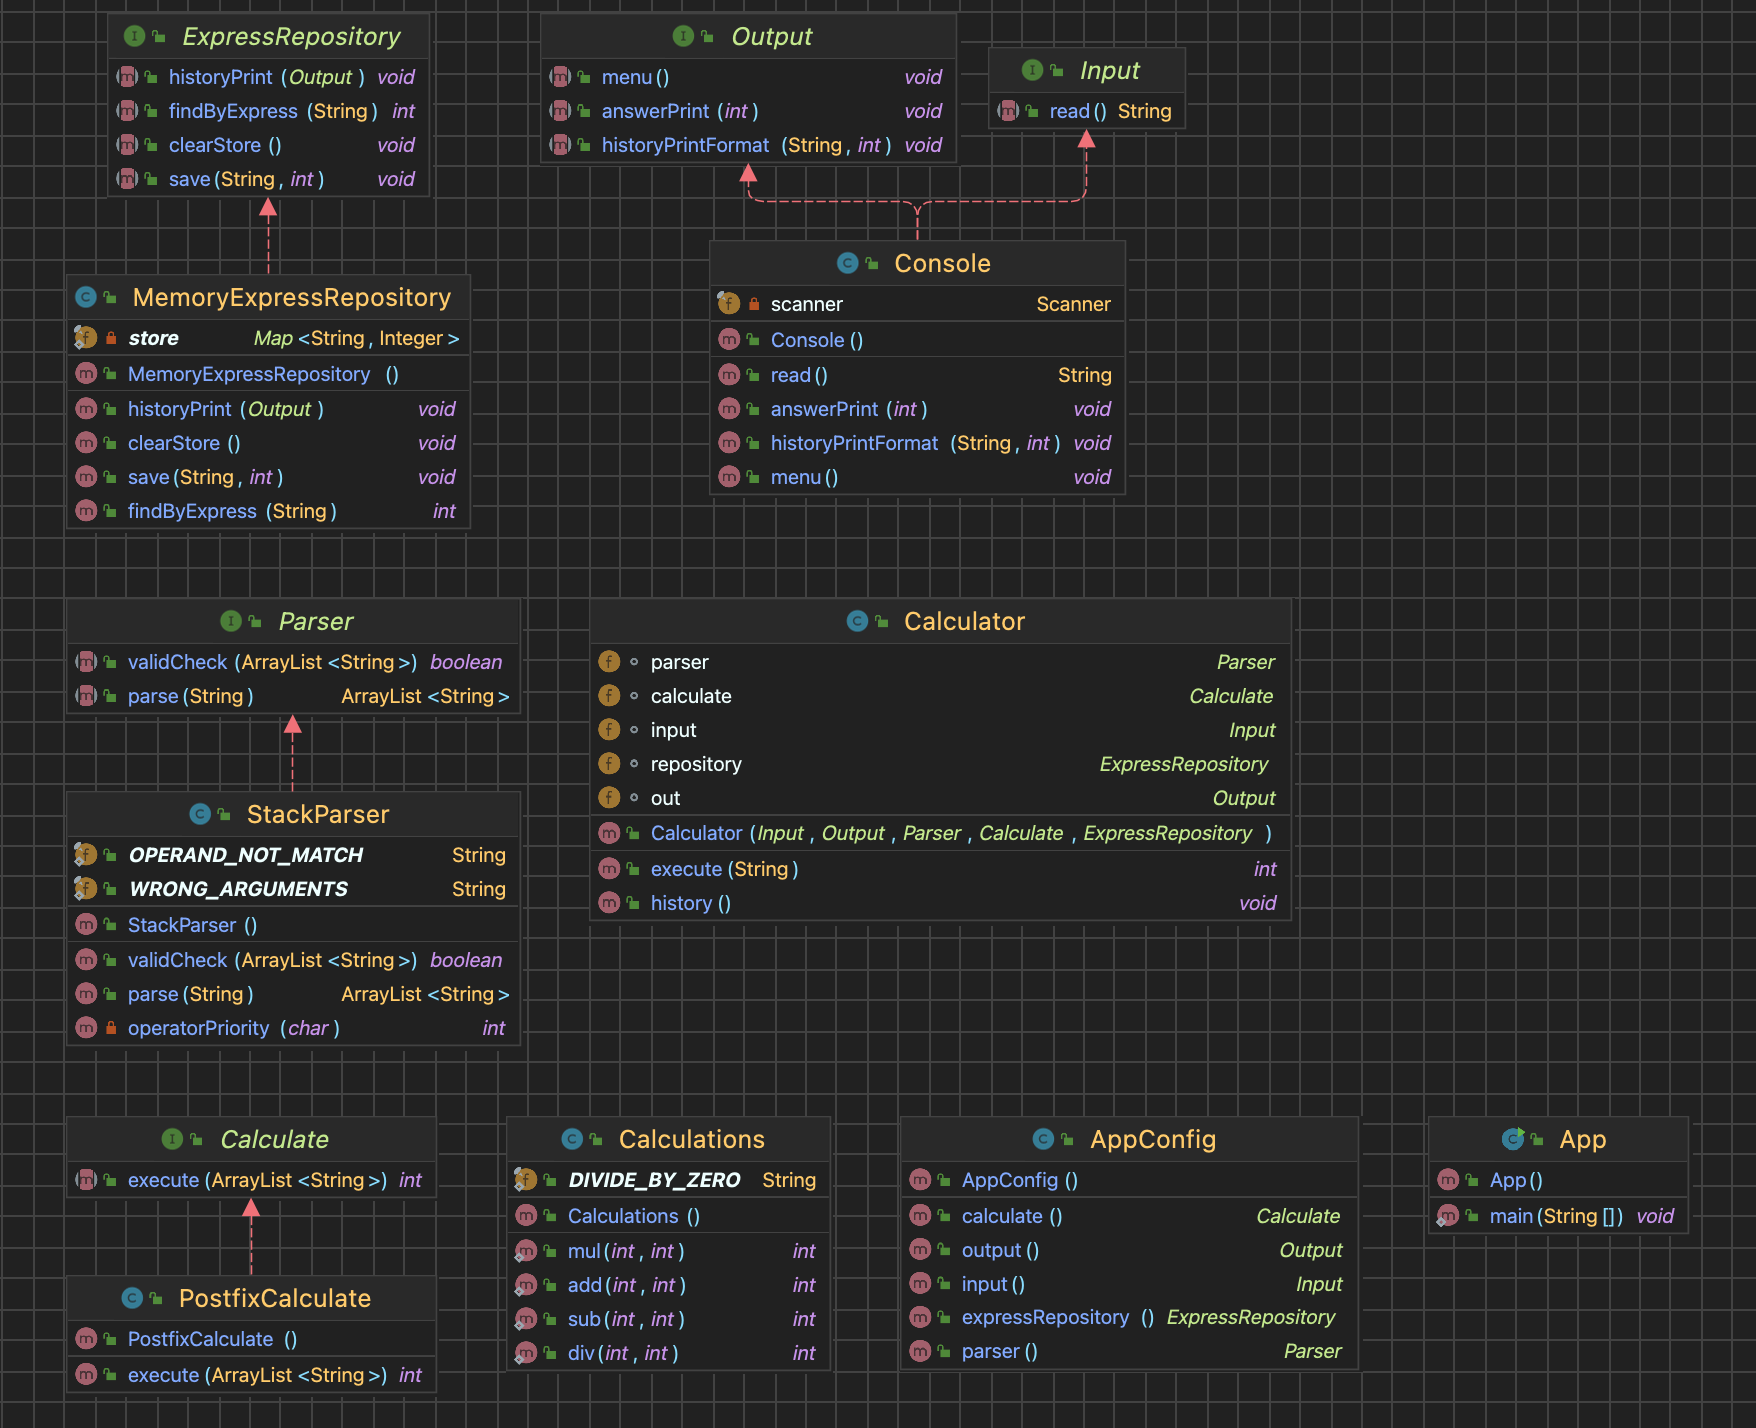 ExpressRepository
historyPrint (Output) void
findByExpress (String) int
clearStore () void
save(String, int) void
Output
menu() void
answerPrint (int) void
historyPrintFormat (String, int) void
Input
read() String
MemoryExpressRepository
store Map<String, Integer>
MemoryExpressRepository ()
historyPrint (Output) void
clearStore () void
save(String, int) void
findByExpress (String) int
Console
scanner Scanner
Console ()
read() String
answerPrint (int) void
historyPrintFormat (String, int) void
menu() void
Parser
validCheck (ArrayList<String>) boolean
parse(String) ArrayList<String>
StackParser
OPERAND_NOT_MATCH String
WRONG_ARGUMENTS String
StackParser ()
validCheck (ArrayList<String>) boolean
parse(String) ArrayList<String>
operatorPriority (char) int
Calculator
parser Parser
calculate Calculate
input Input
repository ExpressRepository
out Output
Calculator (Input, Output, Parser, Calculate, ExpressRepository)
execute (String) int
history () void
Calculate
execute (ArrayList<String>) int
PostfixCalculate
PostfixCalculate ()
execute (ArrayList<String>) int
Calculations
DIVIDE_BY_ZERO String
Calculations ()
mul(int, int) int
add(int, int) int
sub(int, int) int
div(int, int) int
AppConfig
AppConfig ()
calculate () Calculate
output () Output
input () Input
expressRepository () ExpressRepository
parser () Parser
App
App()
main(String[]) void